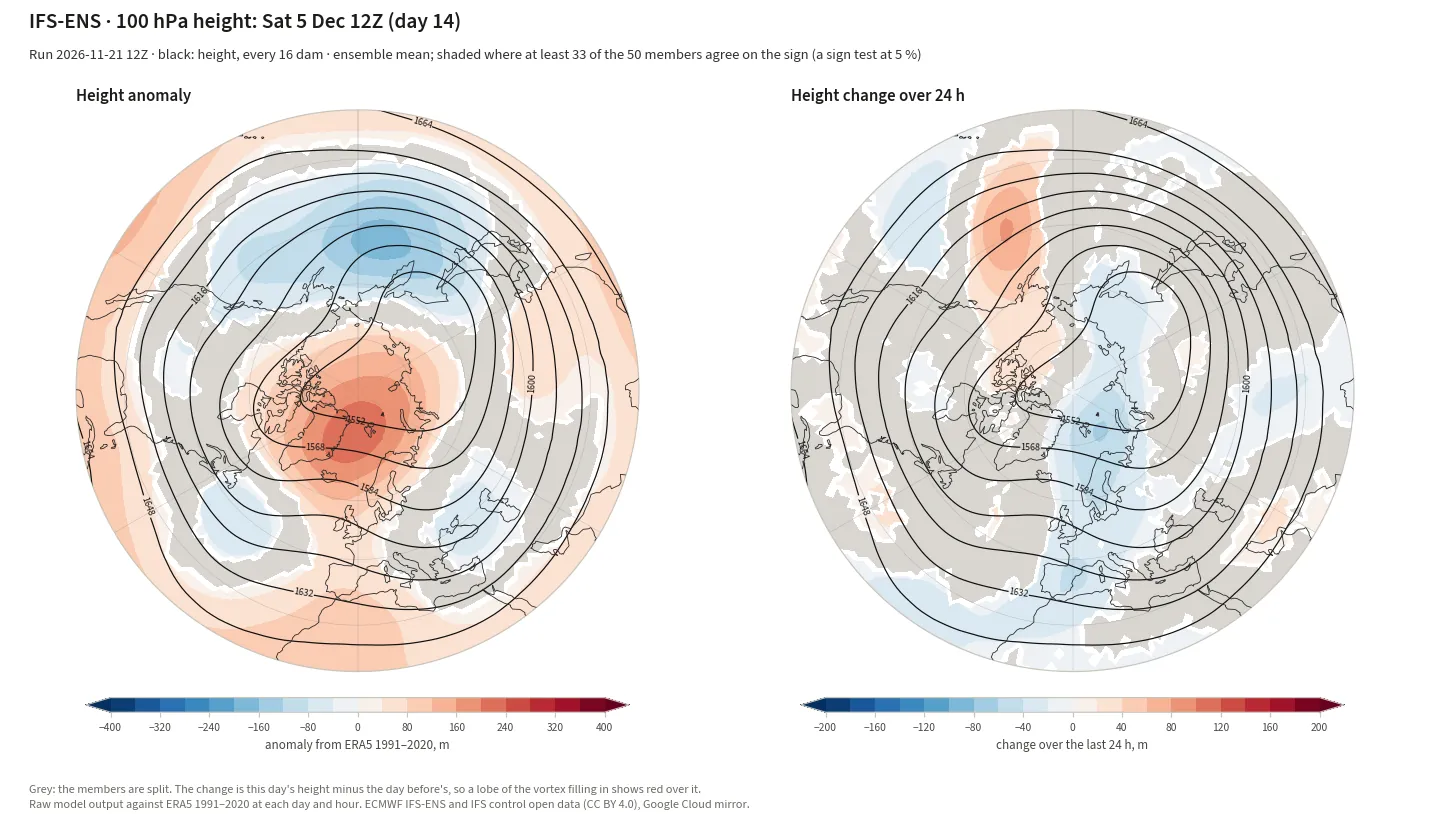 IFS-ENS · 100 hPa height: Sat 5 Dec 12Z (day 14)
Run 2026-11-21 12Z · black: height, every 16 dam · ensemble mean; shaded where at least 33 of the 50 members agree on the sign (a sign test at 5 %)
Height anomaly
Height change over 24 h
1664
1664
1616
1616
1600
1600
1552
1552
1568
1568
1584
1584
1648
1648
1632
1632
−400 −320 −240 −160 −80 0 80 160 240 320 400
−200 −160 −120 −80 −40 0 40 80 120 160 200
anomaly from ERA5 1991–2020, m
change over the last 24 h, m
Grey: the members are split. The change is this day's height minus the day before's, so a lobe of the vortex filling in shows red over it.
Raw model output against ERA5 1991–2020 at each day and hour. ECMWF IFS-ENS and IFS control open data (CC BY 4.0), Google Cloud mirror.